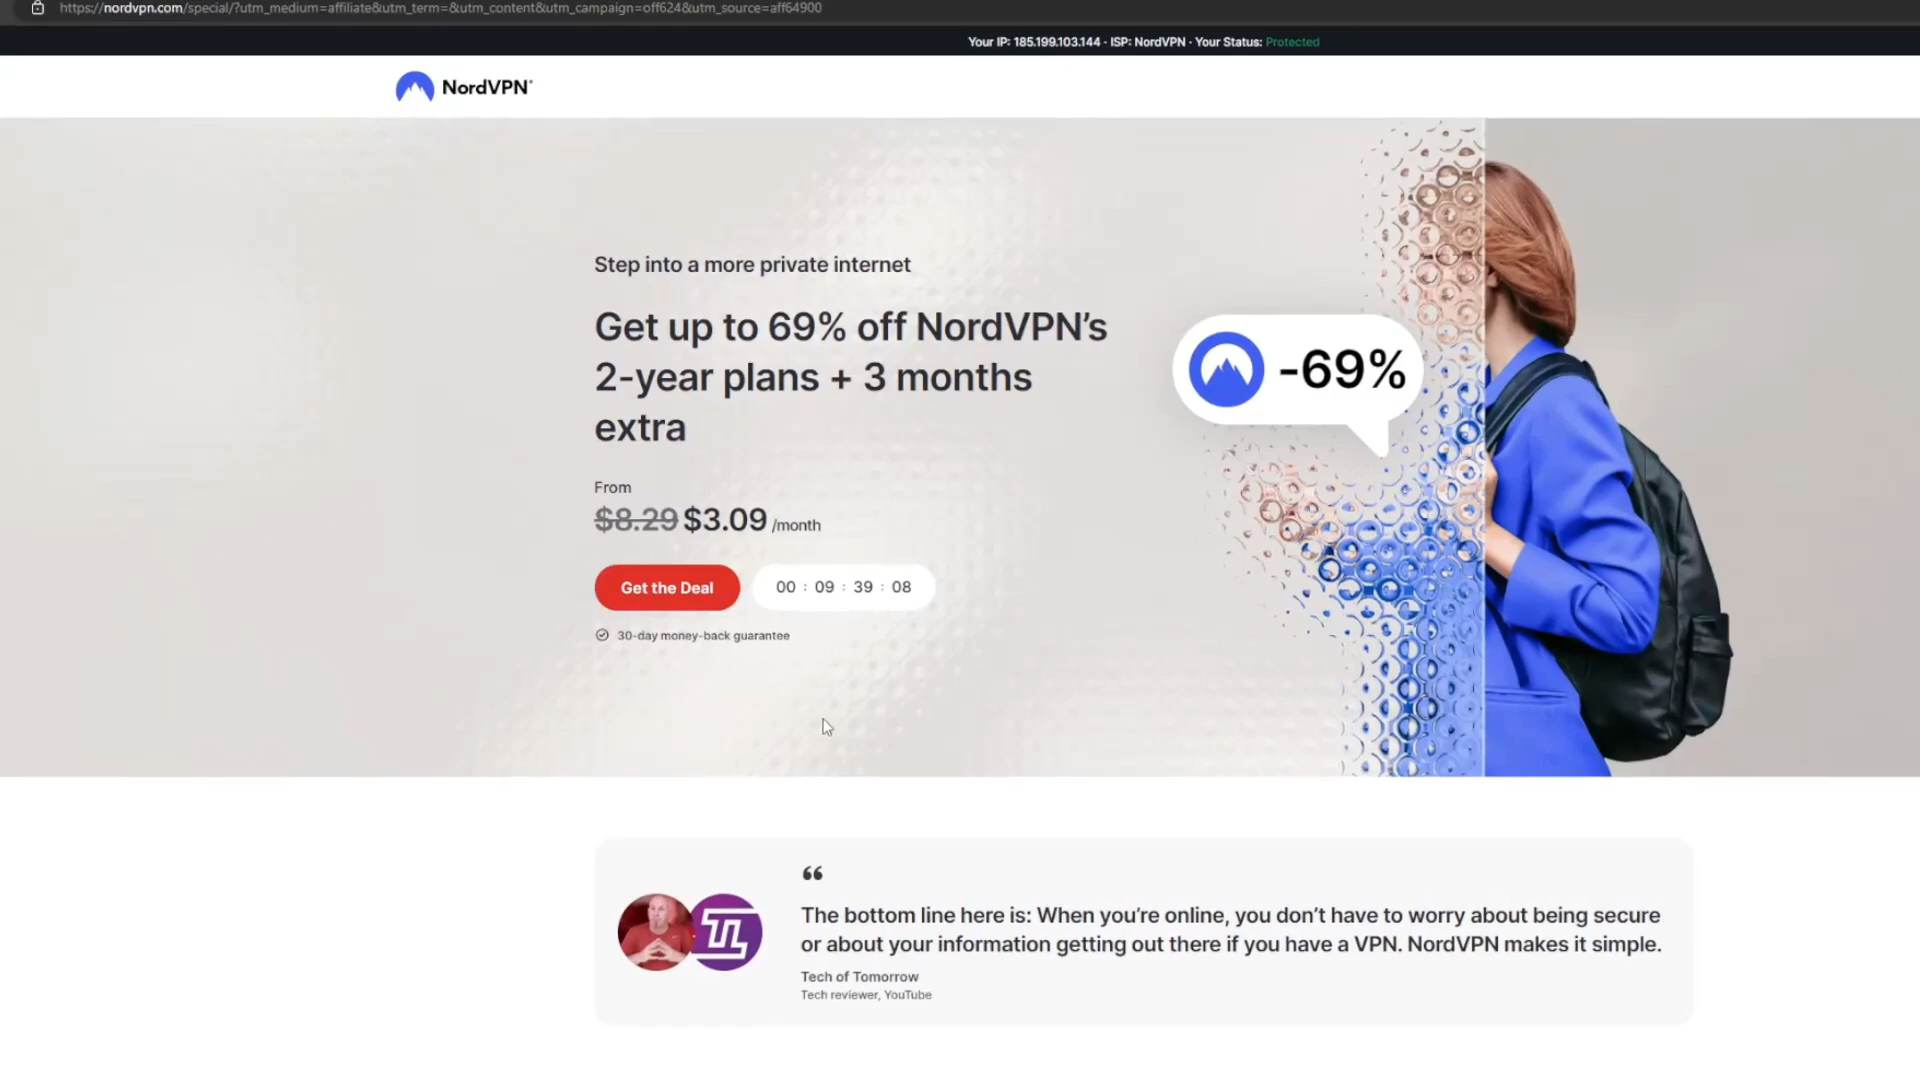 https://nordvpn.com/special/?utm_medium=affiliate&utm_term=&utm_content&utm_campaign=off624&utm_source=aff64900
Your IP: 185.199.103.144 - ISP: NordVPN - Your Status: Protected
NordVPN®
Step into a more private internet
Get up to 69% off NordVPN’s
2-year plans + 3 months
extra
-69%
From
$8.29 $3.09 /month
Get the Deal
00 : 09 : 39 : 08
30-day money-back guarantee
“
The bottom line here is: When you’re online, you don’t have to worry about being secure
or about your information getting out there if you have a VPN. NordVPN makes it simple.
Tech of Tomorrow
Tech reviewer, YouTube